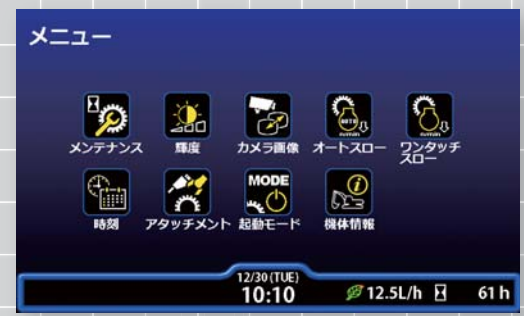 メニュー
メンテナンス 輝度 カメラ画像 オートスロー ワンタッチ
スロー
AUTO n/min n/min
時刻 アタッチメント 起動モード 機体情報
MODE
12/30(TUE)
10:10 12.5L/h 61 h